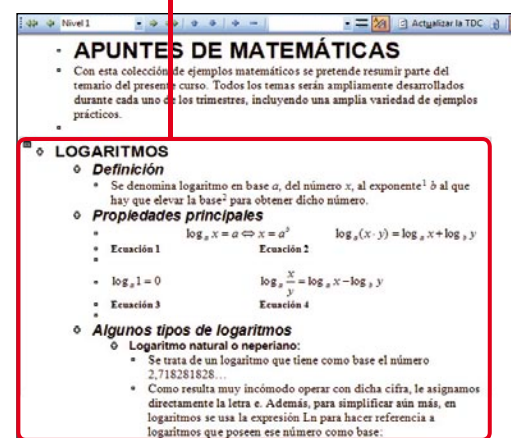 Nivel 1 Actualizar la TDC
APUNTES DE MATEMÁTICAS
Con esta colección de ejemplos matemáticos se pretende resumir parte del
temario del presente curso. Todos los temas serán ampliamente desarrollados
durante cada uno de los trimestres, incluyendo una amplia variedad de ejemplos
prácticos.
LOGARITMOS
Definición
Se denomina logaritmo en base a, del número x, al exponente¹ b al que
hay que elevar la base² para obtener dicho número.
Propiedades principales
logₐ x = a ⇔ x = aᵇ logₐ(x · y) = logₐ x + log_b y
Ecuación 1 Ecuación 2
logₐ 1 = 0 logₐ x/y = logₐ x − log_b y
Ecuación 3 Ecuación 4
Algunos tipos de logaritmos
Logaritmo natural o neperiano:
Se trata de un logaritmo que tiene como base el número
2,718281828…
Como resulta muy incómodo operar con dicha cifra, le asignamos
directamente la letra e. Además, para simplificar aún más, en
logaritmos se usa la expresión Ln para hacer referencia a
logaritmos que poseen ese número como base: